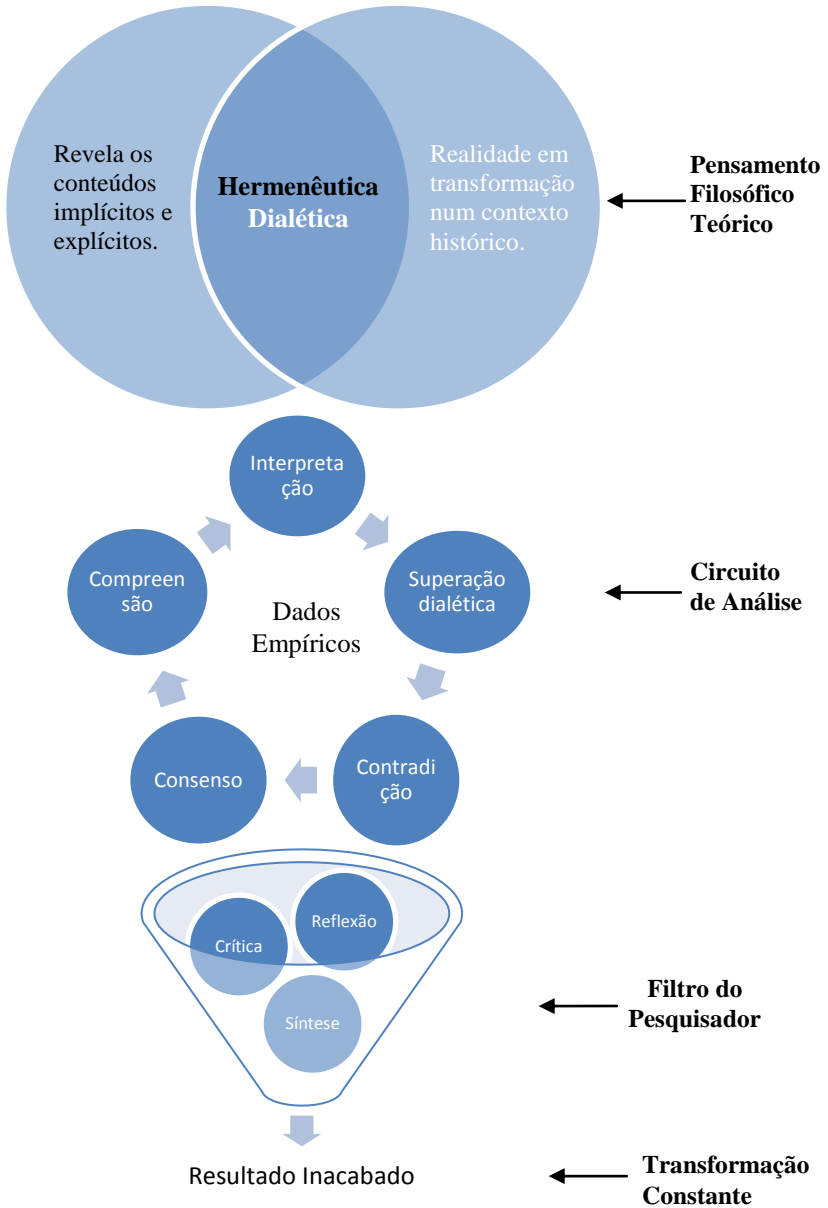 Revela os
conteúdos
implícitos e
explícitos.
Hermenêutica
Dialética
Realidade em
transformação
num contexto
histórico.
Pensamento
Filosófico
Teórico
Interpreta
ção
Compreen
são
Superação
dialética
Dados
Empíricos
Circuito
de Análise
Consenso
Contradi
ção
Crítica
Reflexão
Síntese
Filtro do
Pesquisador
Resultado Inacabado
Transformação
Constante